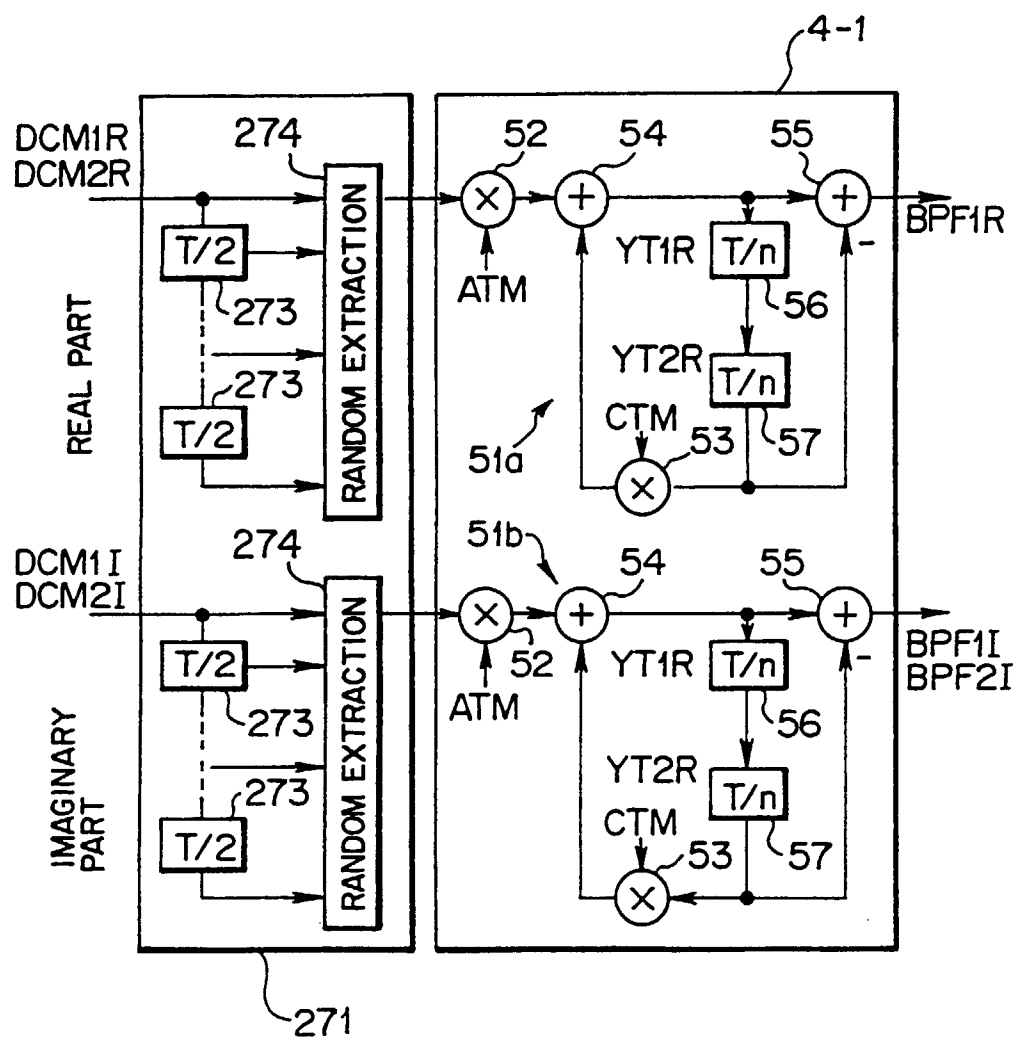 4-1
DCM1R
DCM2R
274
52
54
55
T/2
273
RANDOM EXTRACTION
×
+
+
BPF1R
ATM
YT1R
T/n
56
-
REAL PART
273
T/2
YT2R
T/n
57
CTM
53
×
51a
DCM1I
DCM2I
274
51b
54
55
T/2
273
RANDOM EXTRACTION
×
52
+
+
BPF1I
BPF2I
ATM
YT1R
T/n
56
-
IMAGINARY
PART
273
T/2
YT2R
T/n
57
CTM
53
×
271